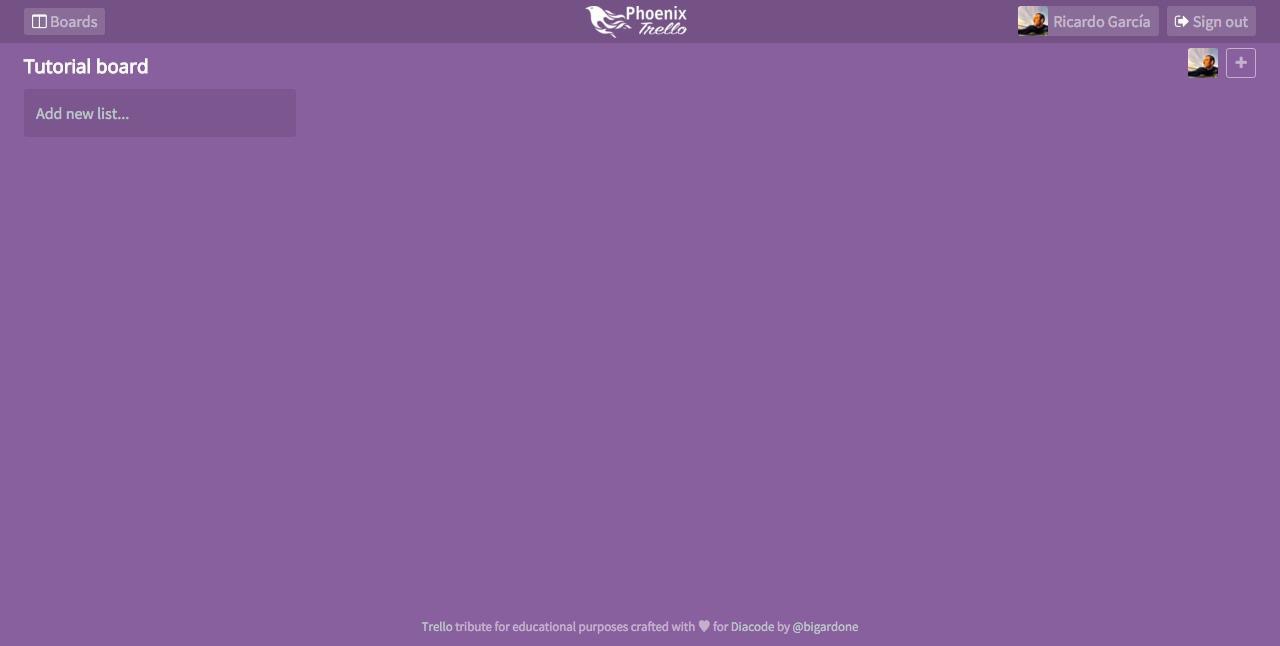 Boards
Phoenix
Trello
Ricardo García
Sign out
Tutorial board
Add new list...
Trello tribute for educational purposes crafted with ♥ for Diacode by @bigardone